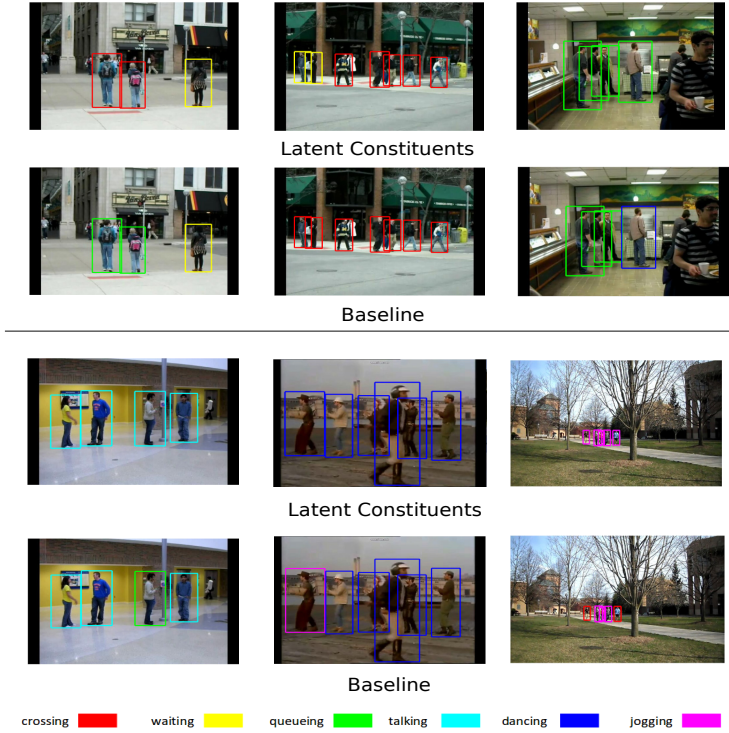 Latent Constituents
Baseline
Latent Constituents
Baseline
crossing waiting queueing talking dancing jogging